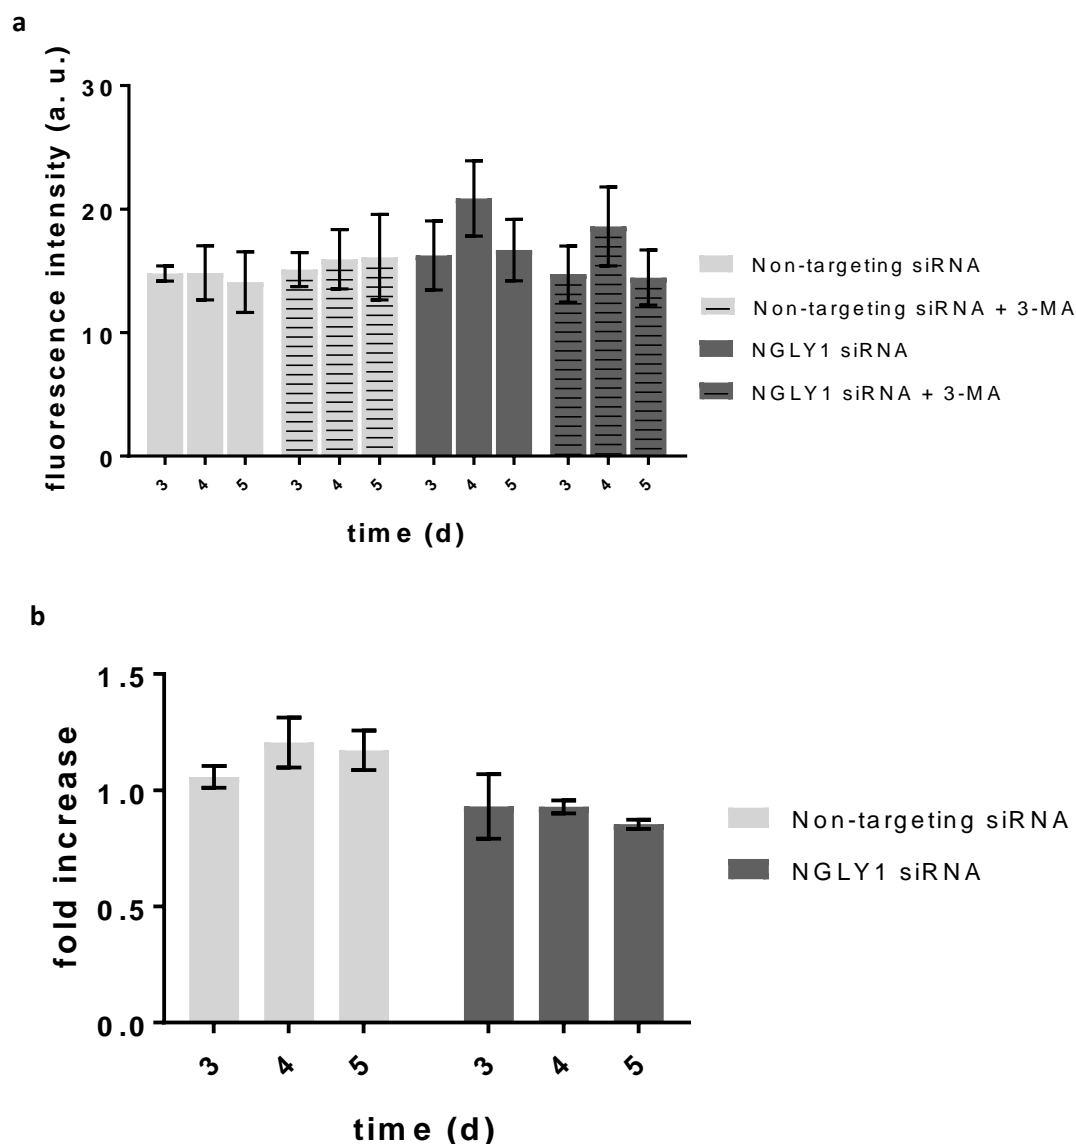 a
fluorescence intensity (a. u.)
30
20
10
0
3 4 5 3 4 5 3 4 5 3 4 5
time (d)
Non-targeting siRNA
Non-targeting siRNA + 3-MA
NGLY1 siRNA
NGLY1 siRNA + 3-MA
b
fold increase
1.5
1.0
0.5
0.0
3 4 5 3 4 5
time (d)
Non-targeting siRNA
NGLY1 siRNA